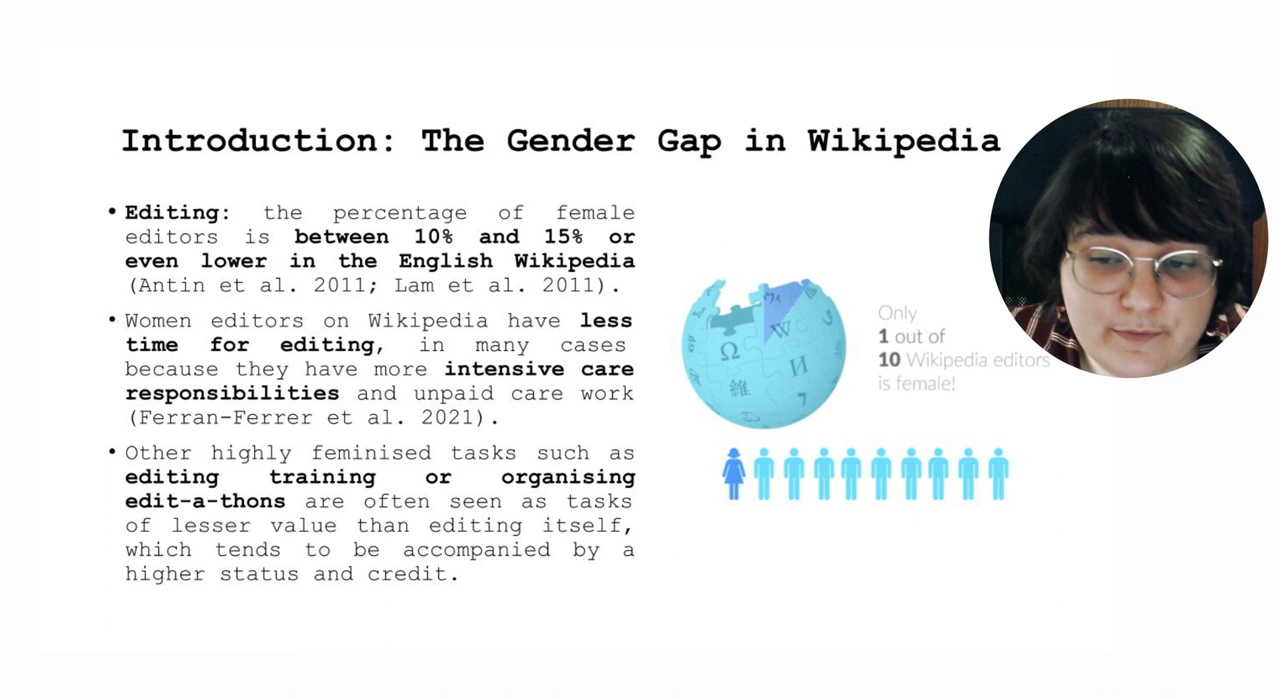 Introduction: The Gender Gap in Wikipedia
• Editing: the percentage of female
editors is between 10% and 15% or
even lower in the English Wikipedia
(Antin et al. 2011; Lam et al. 2011).
• Women editors on Wikipedia have less
time for editing, in many cases
because they have more intensive care
responsibilities and unpaid care work
(Ferran-Ferrer et al. 2021).
• Other highly feminised tasks such as
editing training or organising
edit-a-thons are often seen as tasks
of lesser value than editing itself,
which tends to be accompanied by a
higher status and credit.
Ω W И
維
Only
1 out of
10 Wikipedia editors
is female!